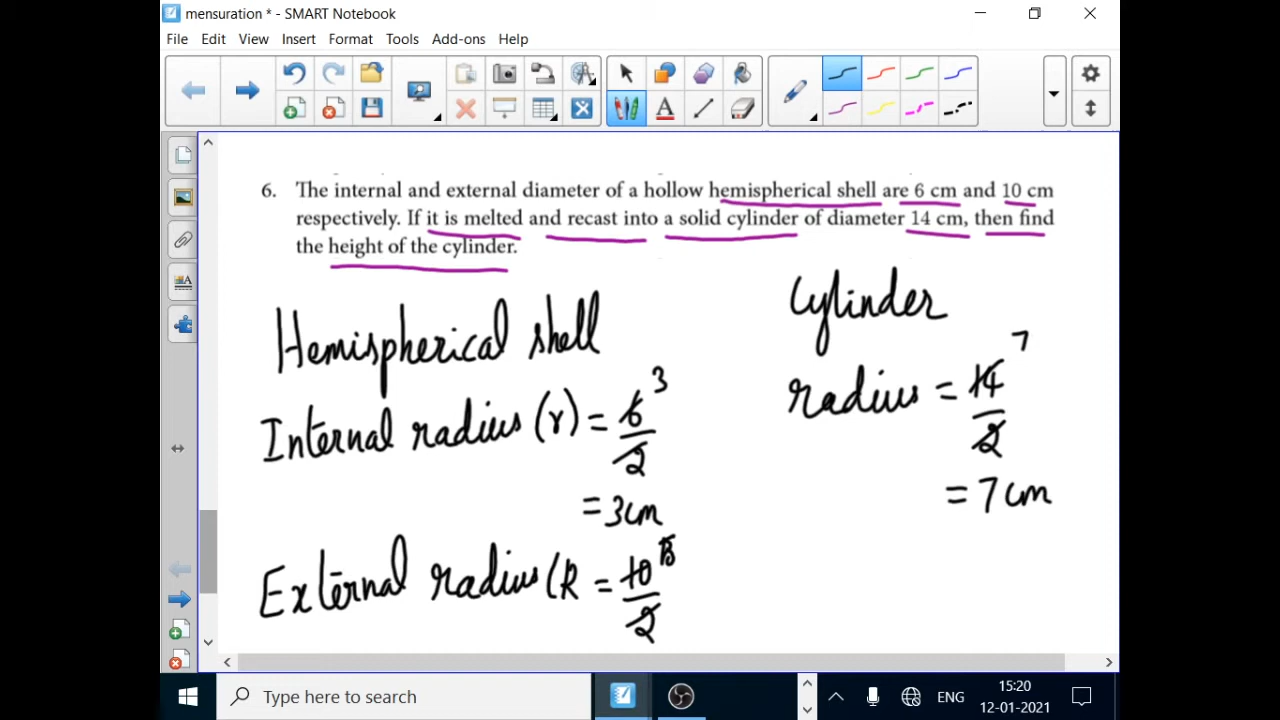 mensuration * - SMART Notebook
File Edit View Insert Format Tools Add-ons Help
6. The internal and external diameter of a hollow hemispherical shell are 6 cm and 10 cm
respectively. If it is melted and recast into a solid cylinder of diameter 14 cm, then find
the height of the cylinder.
Hemispherical shell
Internal radius (r) = 6/2 3
= 3cm
External radius (R = 10/2
Cylinder
radius = 14/2 7
= 7cm
Type here to search
ENG
15:20
12-01-2021